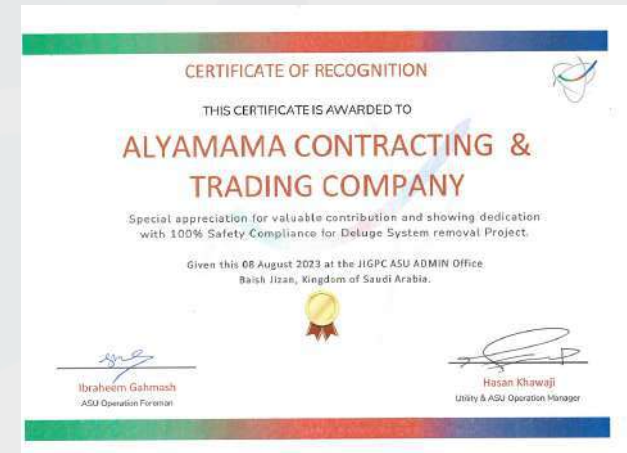 CERTIFICATE OF RECOGNITION
THIS CERTIFICATE IS AWARDED TO
ALYAMAMA CONTRACTING &
TRADING COMPANY
Special appreciation for valuable contribution and showing dedication
with 100% Safety Compliance for Deluge System removal Project.
Given this 08 August 2023 at the JIGPC ASU ADMIN Office
Baish Jizan, Kingdom of Saudi Arabia.
Ibraheem Gahmash
ASU Operation Foreman
Hasan Khawaji
Utility & ASU Operation Manager